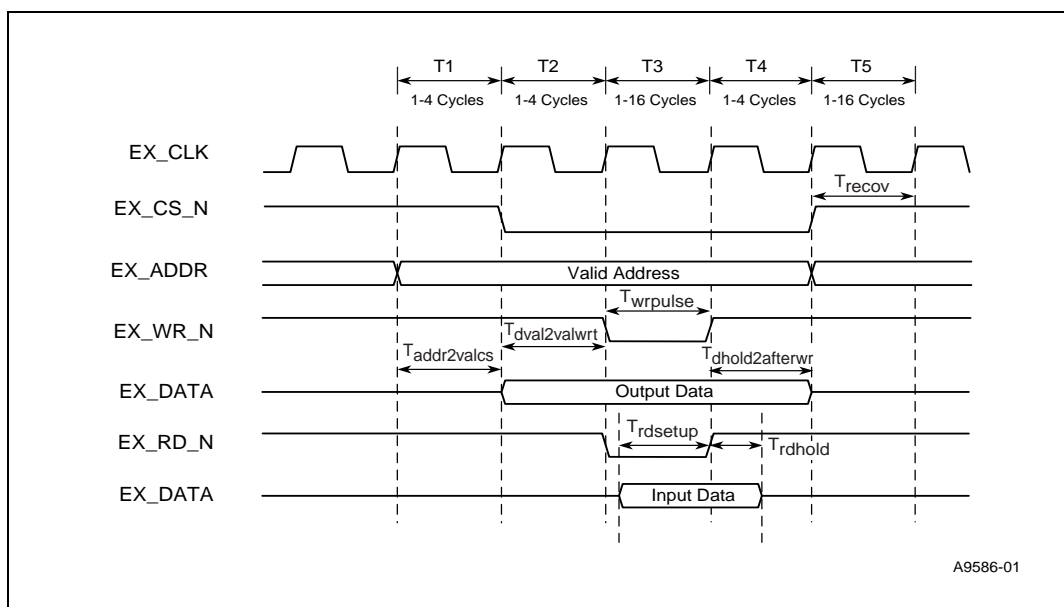 T1 T2 T3 T4 T5
1-4 Cycles 1-4 Cycles 1-16 Cycles 1-4 Cycles 1-16 Cycles
EX_CLK
Trecov
EX_CS_N
EX_ADDR Valid Address
Twrpulse
EX_WR_N
Tdval2valwrt
Taddr2valcs Tdhold2afterwr
EX_DATA Output Data
Trdsetup
EX_RD_N Trdhold
EX_DATA Input Data
A9586-01